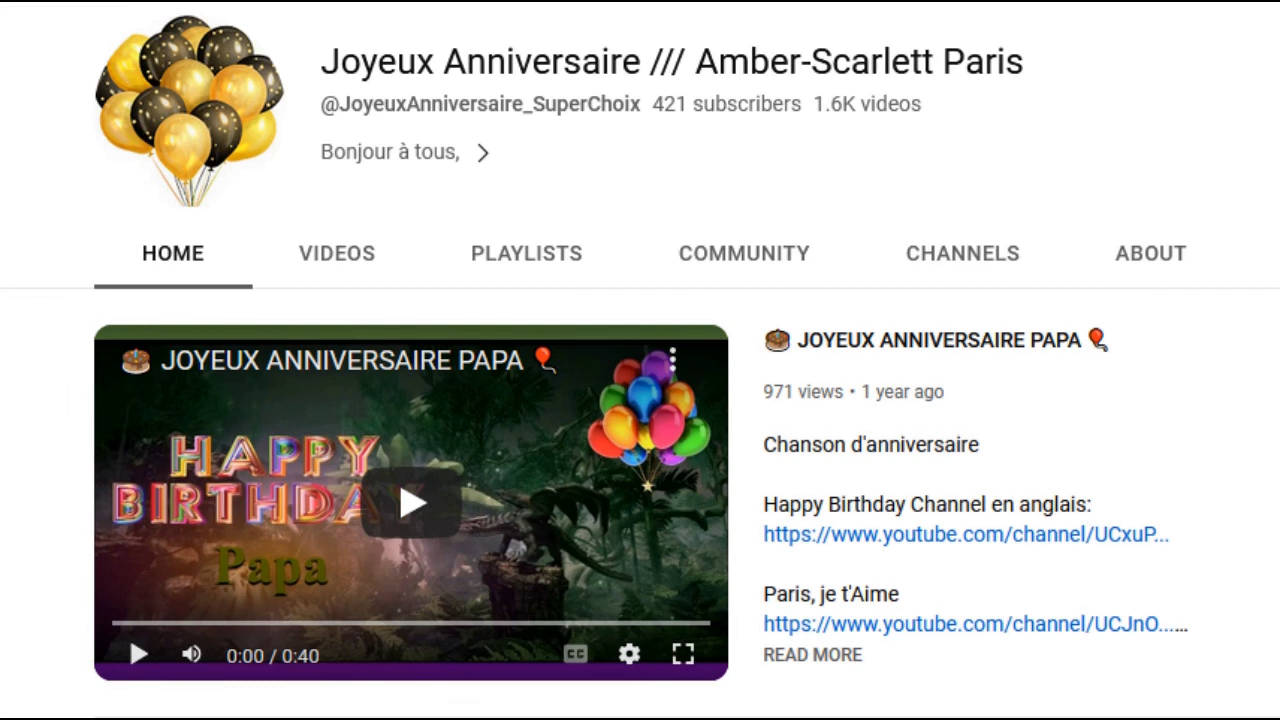 Joyeux Anniversaire /// Amber-Scarlett Paris
@JoyeuxAnniversaire_SuperChoix 421 subscribers 1.6K videos
Bonjour à tous,
HOME VIDEOS PLAYLISTS COMMUNITY CHANNELS ABOUT
JOYEUX ANNIVERSAIRE PAPA
HAPPY
BIRTHDAY
Papa
0:00 / 0:40
CC
JOYEUX ANNIVERSAIRE PAPA
971 views • 1 year ago
Chanson d'anniversaire
Happy Birthday Channel en anglais:
https://www.youtube.com/channel/UCxuP...
Paris, je t'Aime
https://www.youtube.com/channel/UCJnO......
READ MORE